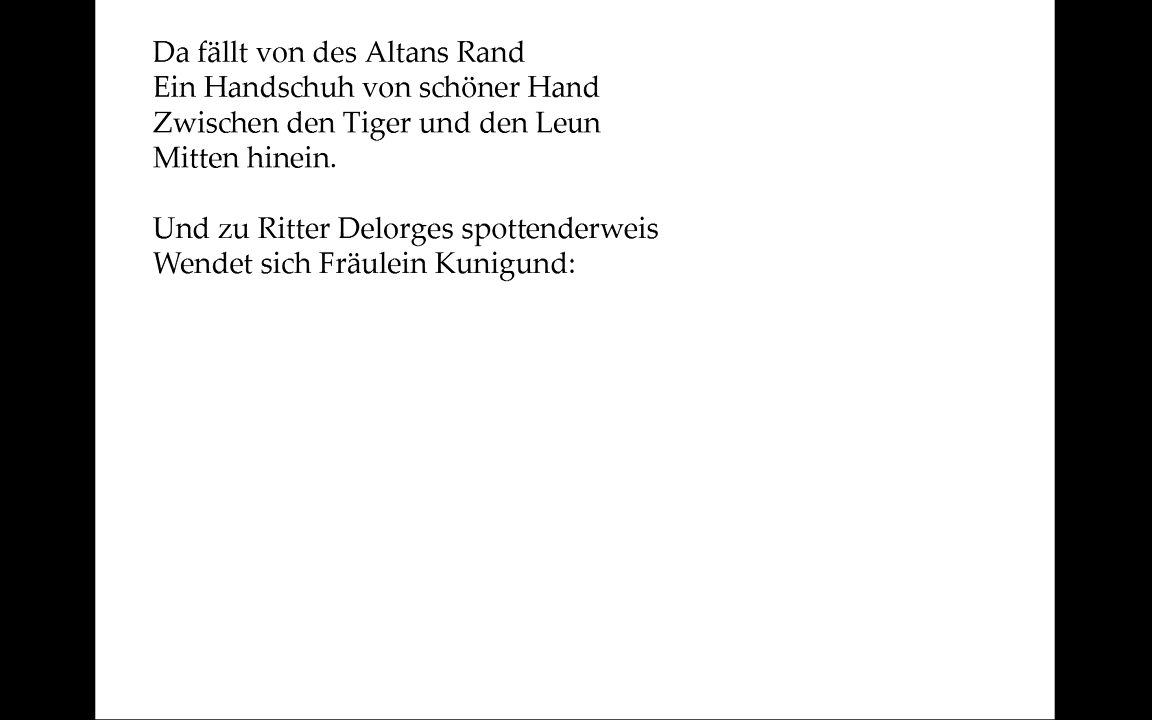 Da fällt von des Altans Rand
Ein Handschuh von schöner Hand
Zwischen den Tiger und den Leun
Mitten hinein.
Und zu Ritter Delorges spottenderweis
Wendet sich Fräulein Kunigund: